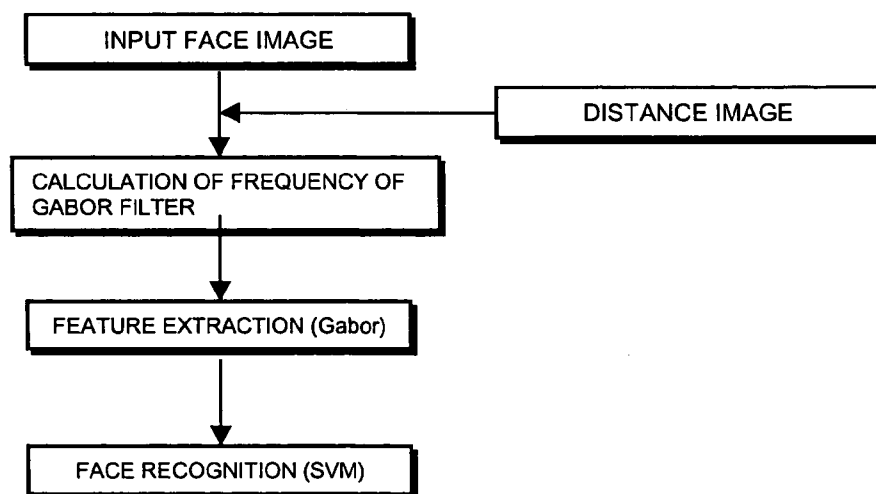 INPUT FACE IMAGE
DISTANCE IMAGE
CALCULATION OF FREQUENCY OF
GABOR FILTER
FEATURE EXTRACTION (Gabor)
FACE RECOGNITION (SVM)